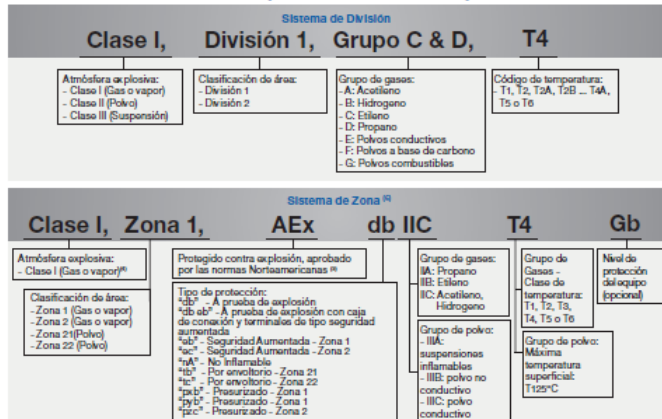 Sistema de División
Clase I, División 1, Grupo C & D, T4
Atmósfera explosiva:
- Clase I (Gas o vapor)
- Clase II (Polvo)
- Clase III (Suspensión)
Clasificación de área:
- División 1
- División 2
Grupo de gases:
- A: Acetileno
- B: Hidrogeno
- C: Etileno
- D: Propano
- E: Polvos conductivos
- F: Polvos a base de carbono
- G: Polvos combustibles
Código de temperatura:
- T1, T2, T2A, T2B ... T4A,
T5 o T6
Sistema de Zona (6)
Clase I, Zona 1, AEx db IIC T4 Gb
Atmósfera explosiva:
- Clase I (Gas o vapor)
Clasificación de área:
- Zona 1 (Gas o vapor)
- Zona 2 (Gas o vapor)
- Zona 21(Polvo)
- Zona 22 (Polvo)
Protegido contra explosión, aprobado
por las normas Norteamericanas
Tipo de protección:
"db" - A prueba de explosión
"db eb" - A prueba de explosión con caja
de conexión y terminales de tipo seguridad
aumentada
"eb" - Seguridad Aumentada - Zona 1
"ec" - Seguridad Aumentada - Zona 2
"nA" - No Inflamable
"tb" - Por envoltorio - Zona 21
"tc" - Por envoltorio - Zona 22
"pxb" - Presurizado - Zona 1
"pyb" - Presurizado - Zona 1
"pzc" - Presurizado - Zona 2
Grupo de gases:
IIA: Propano
IIB: Etileno
IIC: Acetileno,
Hidrogeno
Grupo de polvo:
- IIIA:
suspensiones
inflamables
- IIIB: polvo no
conductivo
- IIIC: polvo
conductivo
Grupo de
Gases -
Clase de
temperatura:
T1, T2, T3,
T4, T5 o T6
Grupo de polvo:
Máxima
temperatura
superficial:
T125°C
Nivel de
protección
del equipo
(opcional)